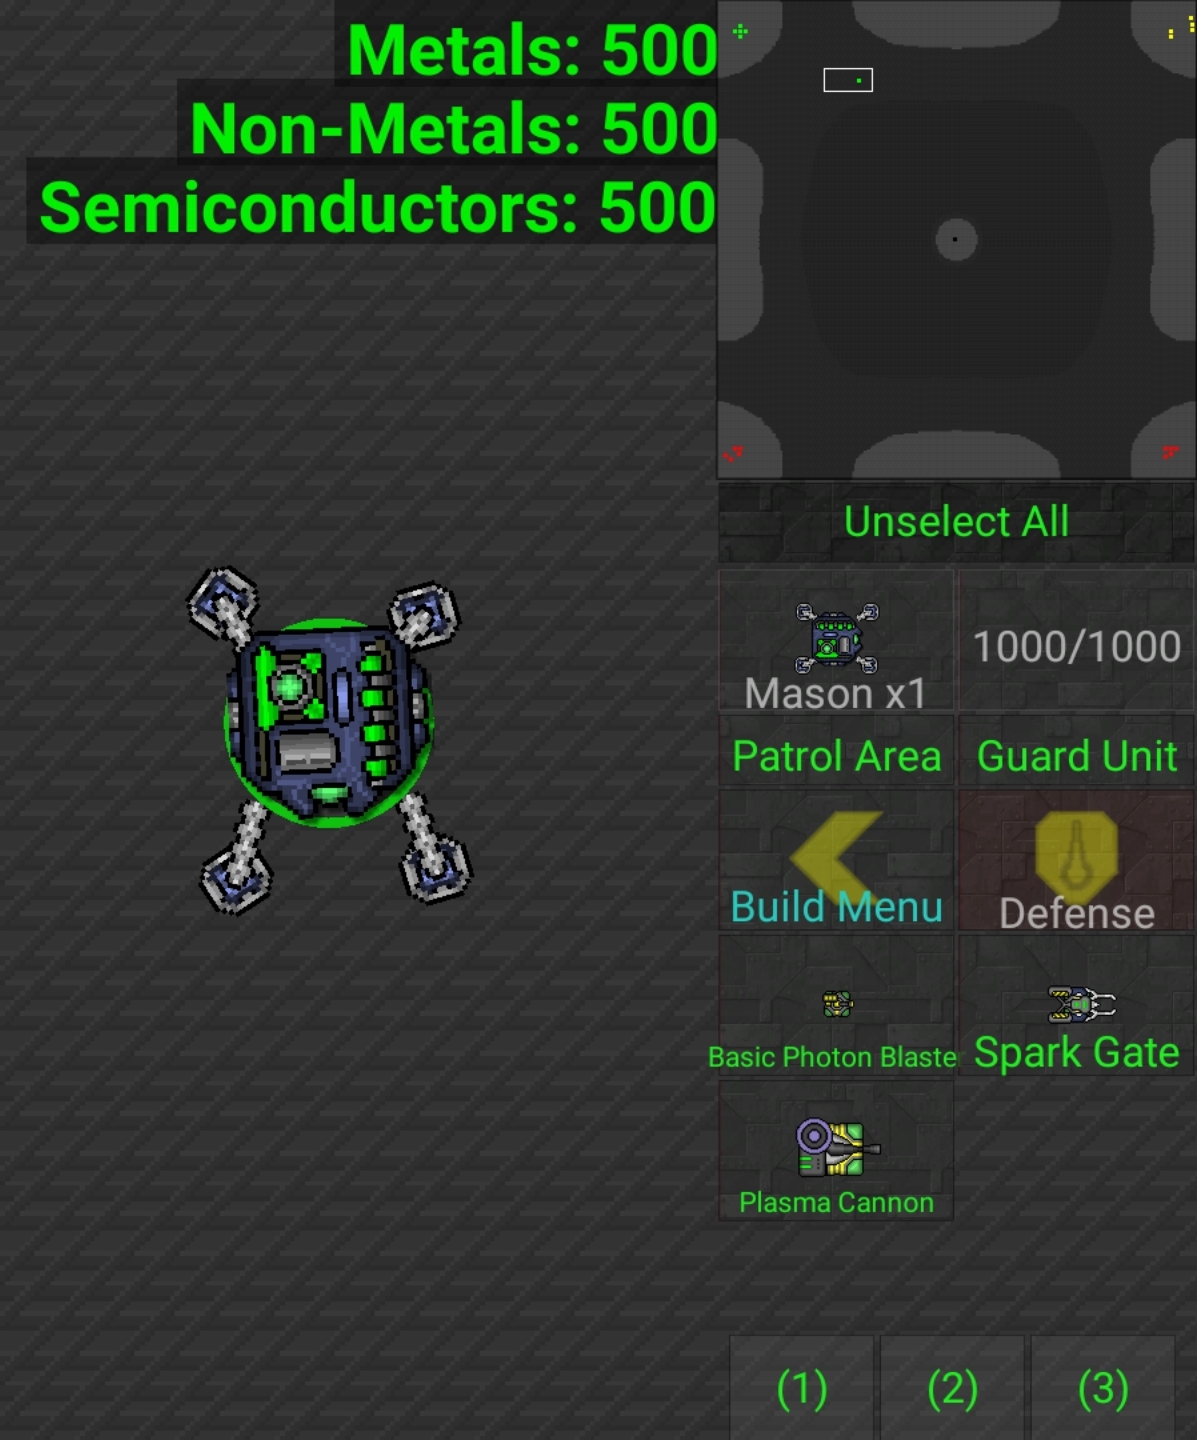 Metals: 500
Non-Metals: 500
Semiconductors: 500
Unselect All
Mason x1
1000/1000
Patrol Area
Guard Unit
Build Menu
Defense
Basic Photon Blaste
Spark Gate
Plasma Cannon
(1)
(2)
(3)